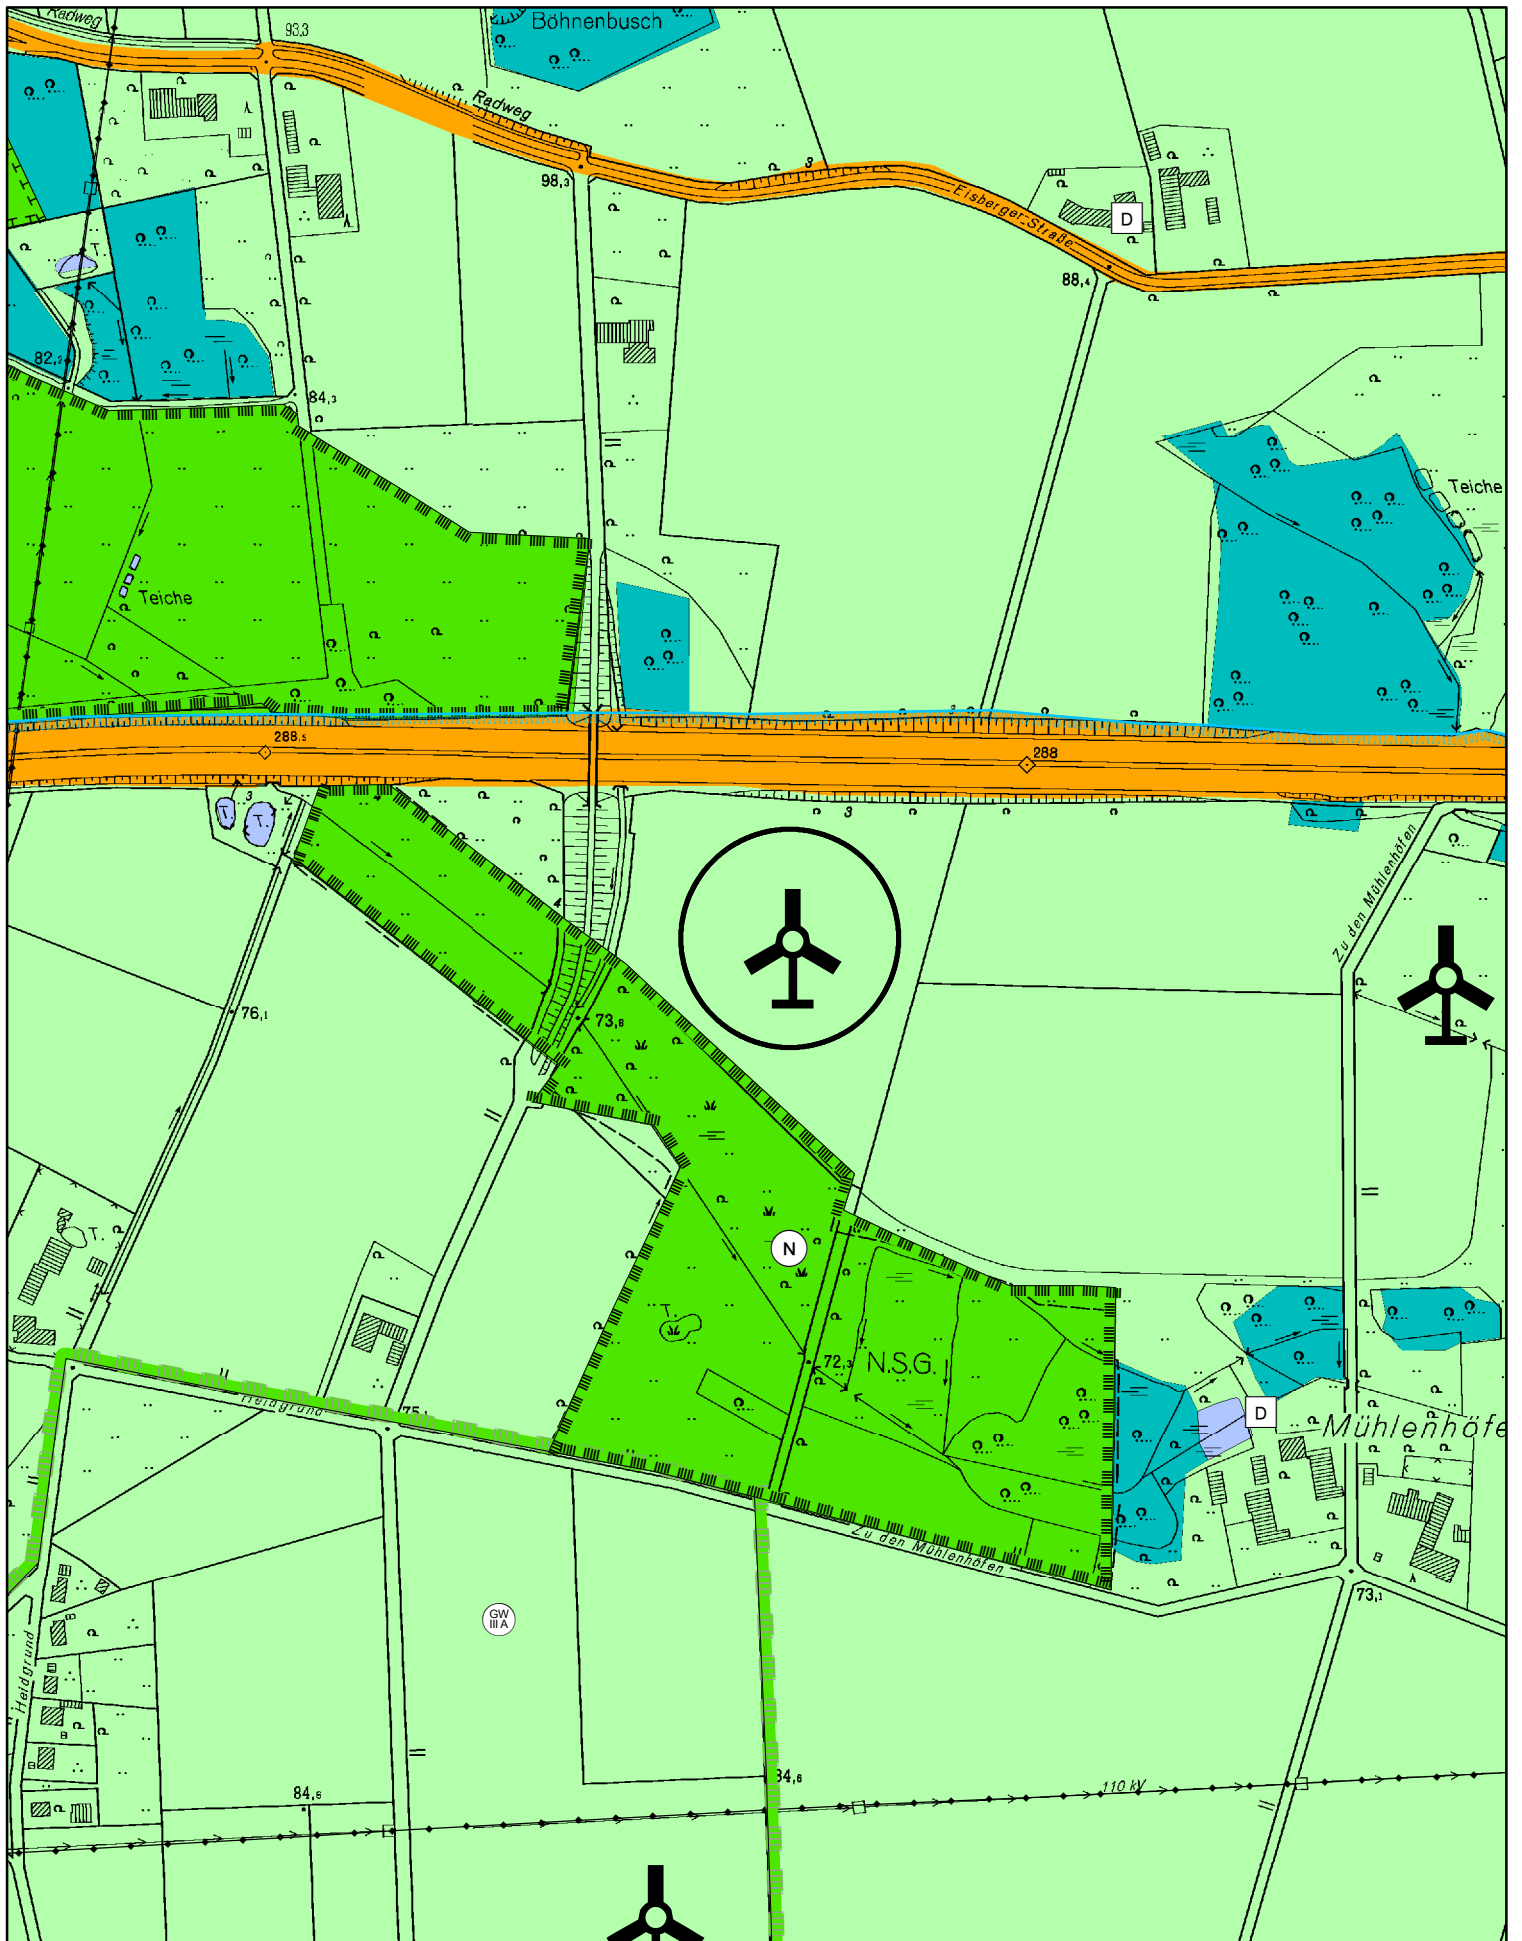 Radweg
93,3
Böhnenbusch
Radweg
98,3
3
Eisberger-Straße
D
88,4
T.
82,2
84,3
Teiche
Teiche
288,5
288
3
4
3
T.
T.
4
Zu den Mühlenhöfen
76,1
73,8
T.
N
T.
72,3
N.S.G.
D
Mühlenhöfe
Heidgrund
75,1
Zu den Mühlenhöfen
73,1
GW
III A
Heidgrund
84,6
84,6
110 kV